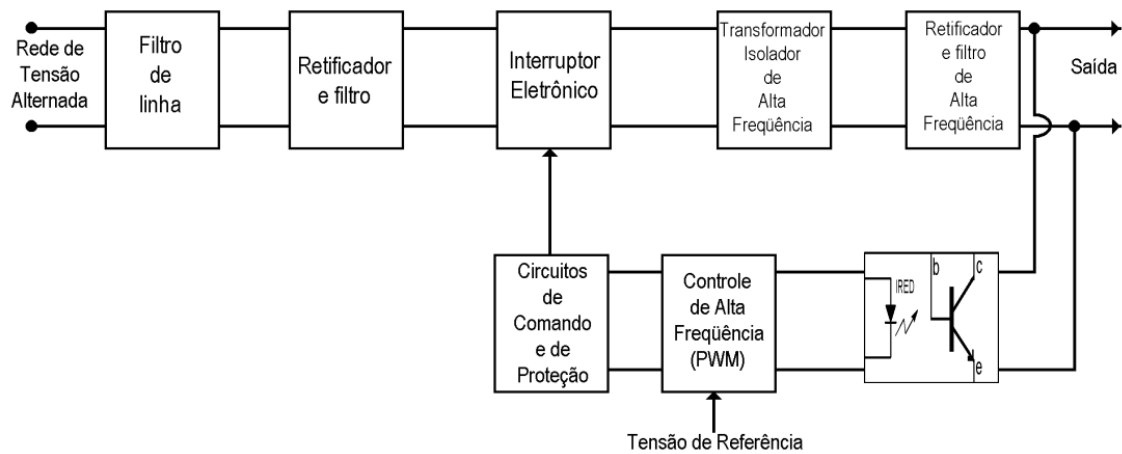 Rede de
Tensão
Alternada
Filtro
de
linha
Retificador
e filtro
Interruptor
Eletrônico
Transformador
Isolador
de
Alta
Freqüência
Retificador
e filtro
de
Alta
Freqüência
Saída
Circuitos
de
Comando
e de
Proteção
Controle
de Alta
Freqüência
(PWM)
IRED
b
c
e
Tensão de Referência